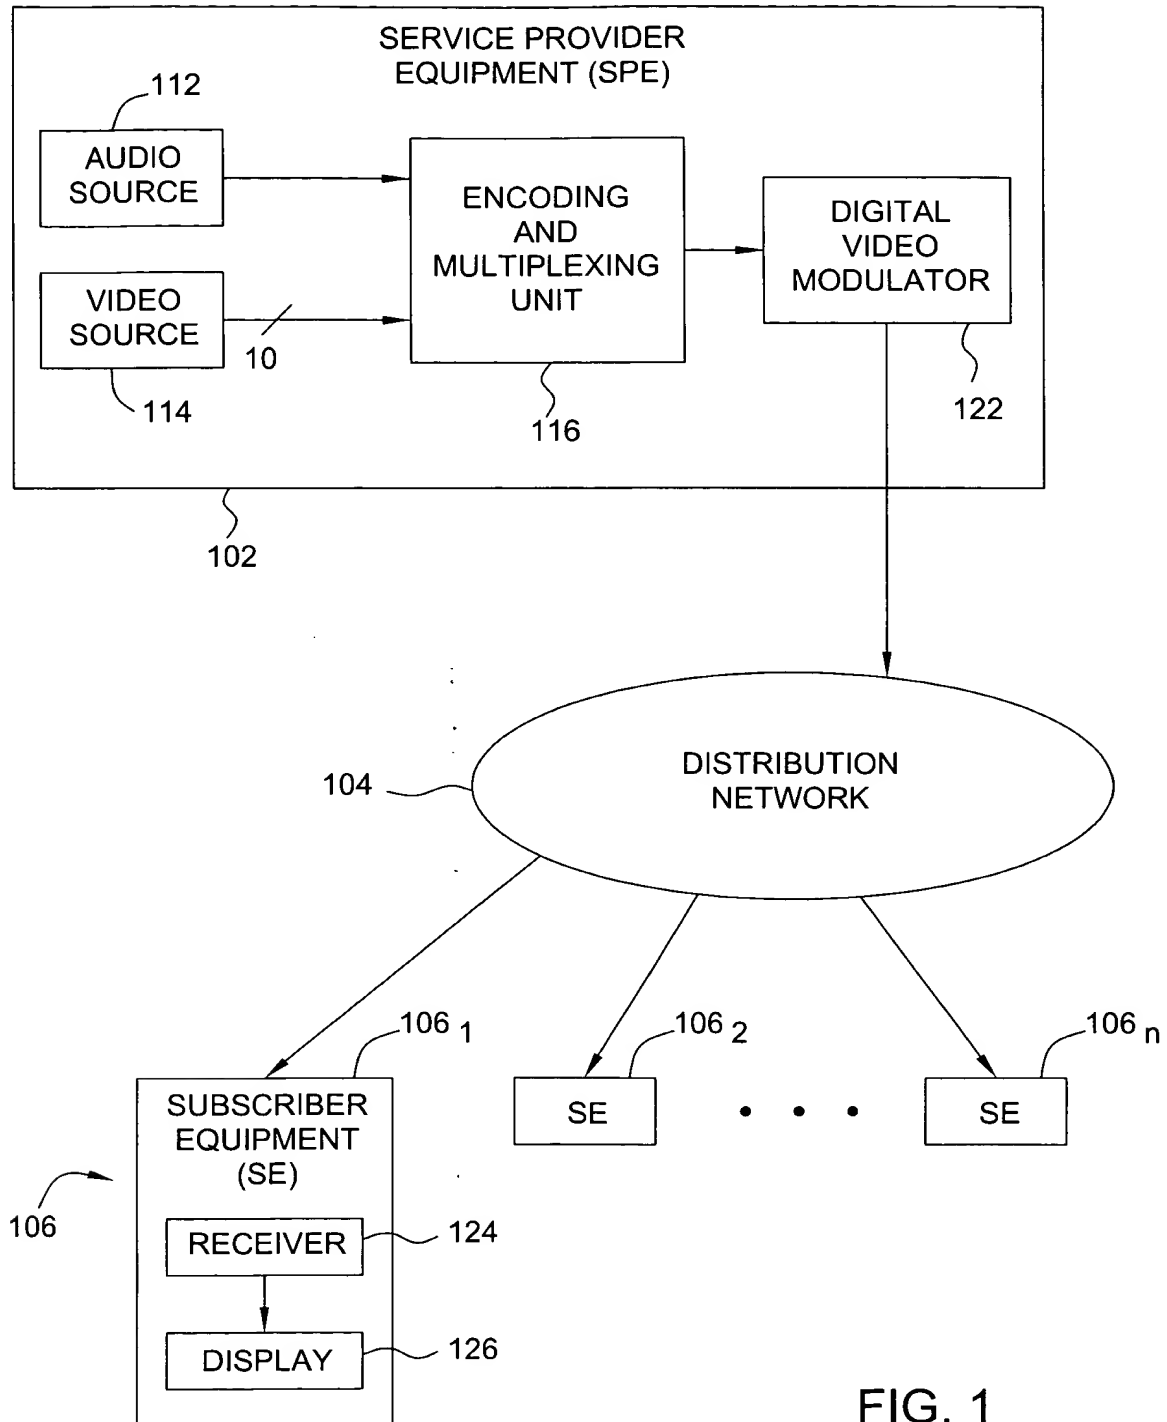 SERVICE PROVIDER
EQUIPMENT (SPE)
112
AUDIO
SOURCE
ENCODING
AND
MULTIPLEXING
UNIT
DIGITAL
VIDEO
MODULATOR
VIDEO
SOURCE
10
114
116
122
102
DISTRIBUTION
NETWORK
104
106 1
106 2
106 n
SUBSCRIBER
EQUIPMENT
(SE)
SE
• • •
SE
106
RECEIVER
124
DISPLAY
126
FIG. 1